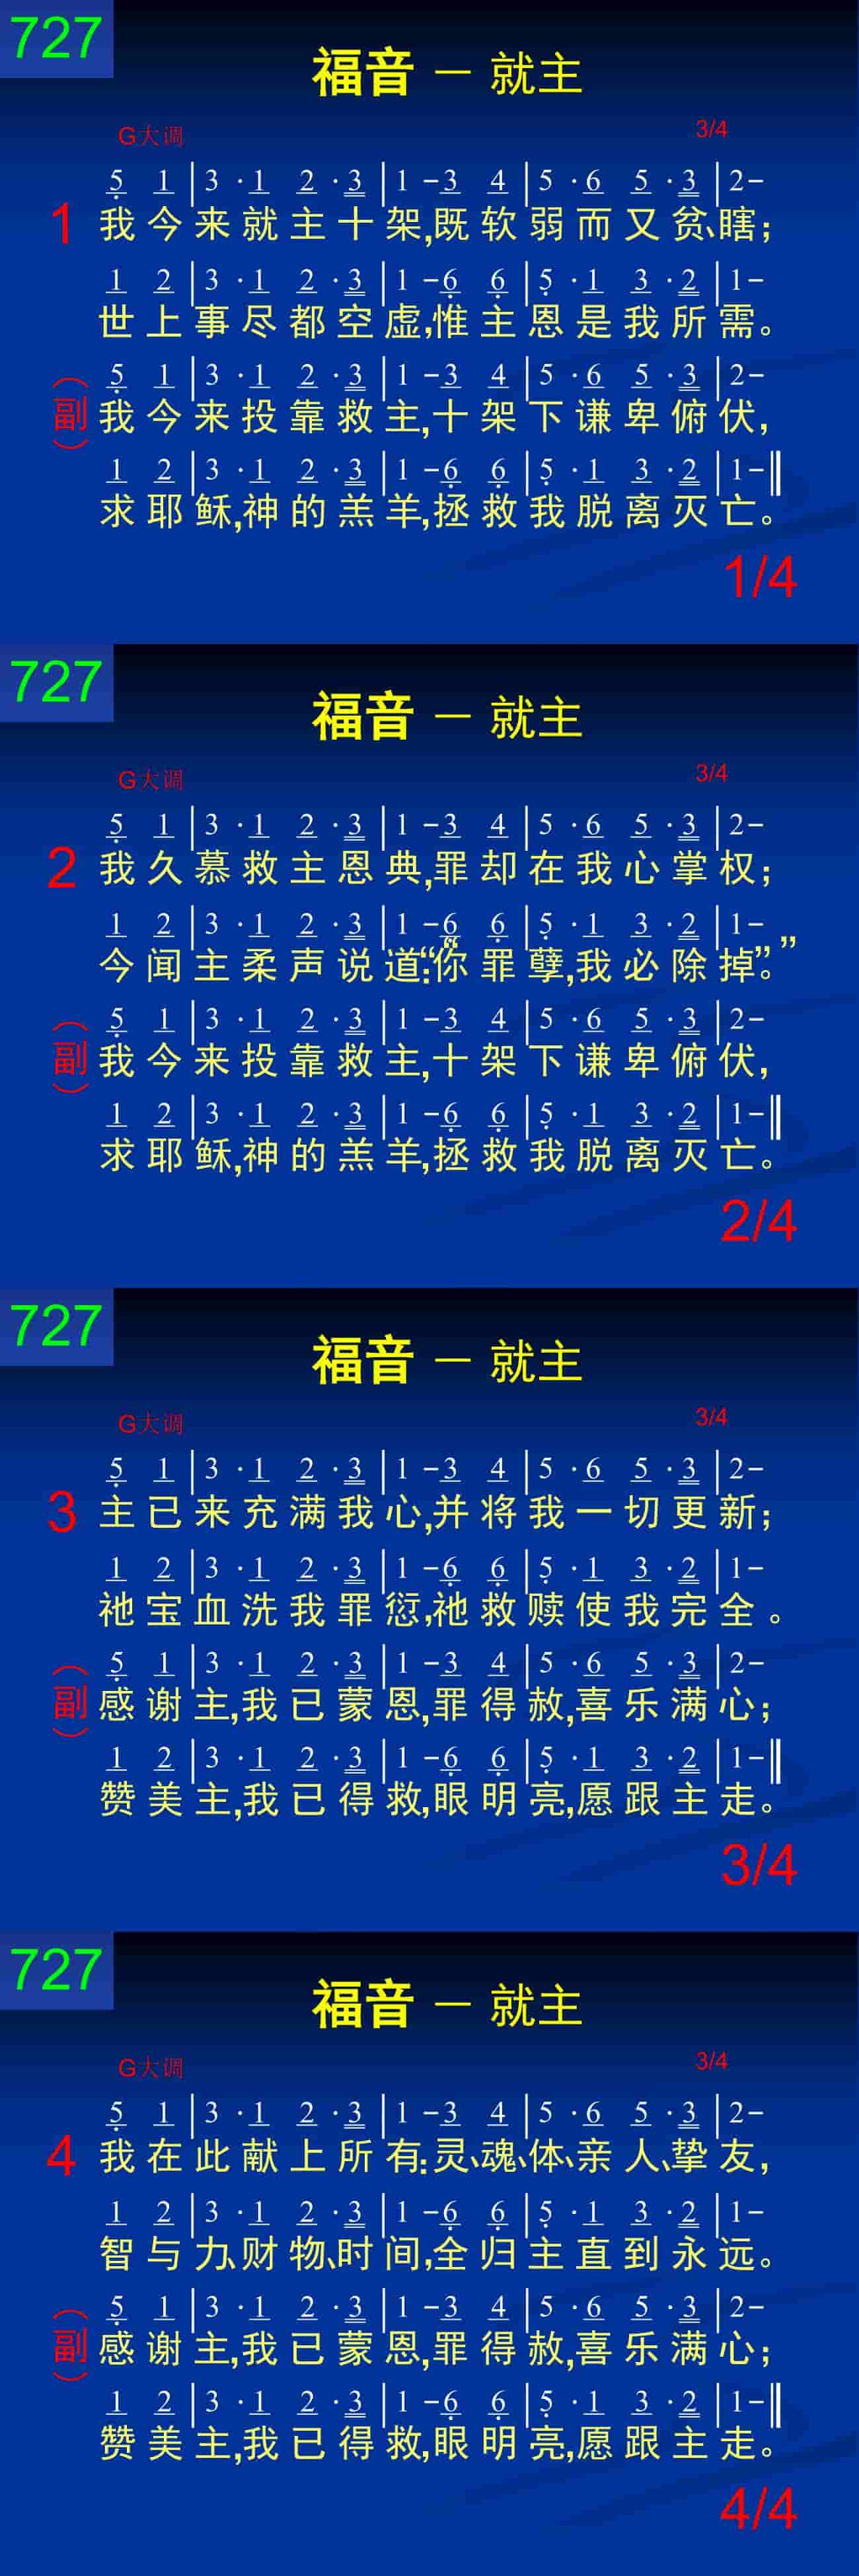 727
福音 － 就主
G大调
3/4
5 1 |3 ·1 2 ·3 |1 -3 4 |5 ·6 5 ·3 |2-
1 我今来就主十架,既软弱而又贫、瞎；
1 2 |3 ·1 2 ·3 |1 -6 6 |5 ·1 3 ·2 |1-
世上事尽都空虚,惟主恩是我所需。
5 1 |3 ·1 2 ·3 |1 -3 4 |5 ·6 5 ·3 |2-
（副）我今来投靠救主,十架下谦卑俯伏,
1 2 |3 ·1 2 ·3 |1 -6 6 |5 ·1 3 ·2 |1-‖
求耶稣,神的羔羊,拯救我脱离灭亡。
1/4
727
福音 － 就主
G大调
3/4
5 1 |3 ·1 2 ·3 |1 -3 4 |5 ·6 5 ·3 |2-
2 我久慕救主恩典,罪却在我心掌权；
1 2 |3 ·1 2 ·3 |1 -6 6 |5 ·1 3 ·2 |1-
今闻主柔声说道:“你罪孽,我必除掉。”
5 1 |3 ·1 2 ·3 |1 -3 4 |5 ·6 5 ·3 |2-
（副）我今来投靠救主,十架下谦卑俯伏,
1 2 |3 ·1 2 ·3 |1 -6 6 |5 ·1 3 ·2 |1-‖
求耶稣,神的羔羊,拯救我脱离灭亡。
2/4
727
福音 － 就主
G大调
3/4
5 1 |3 ·1 2 ·3 |1 -3 4 |5 ·6 5 ·3 |2-
3 主已来充满我心,并将我一切更新；
1 2 |3 ·1 2 ·3 |1 -6 6 |5 ·1 3 ·2 |1-
祂宝血洗我罪愆,祂救赎使我完全。
5 1 |3 ·1 2 ·3 |1 -3 4 |5 ·6 5 ·3 |2-
（副）感谢主,我已蒙恩,罪得赦,喜乐满心；
1 2 |3 ·1 2 ·3 |1 -6 6 |5 ·1 3 ·2 |1-‖
赞美主,我已得救,眼明亮,愿跟主走。
3/4
727
福音 － 就主
G大调
3/4
5 1 |3 ·1 2 ·3 |1 -3 4 |5 ·6 5 ·3 |2-
4 我在此献上所有:灵、魂、体、亲人、挚友,
1 2 |3 ·1 2 ·3 |1 -6 6 |5 ·1 3 ·2 |1-
智与力、财物、时间,全归主直到永远。
5 1 |3 ·1 2 ·3 |1 -3 4 |5 ·6 5 ·3 |2-
（副）感谢主,我已蒙恩,罪得赦,喜乐满心；
1 2 |3 ·1 2 ·3 |1 -6 6 |5 ·1 3 ·2 |1-‖
赞美主,我已得救,眼明亮,愿跟主走。
4/4